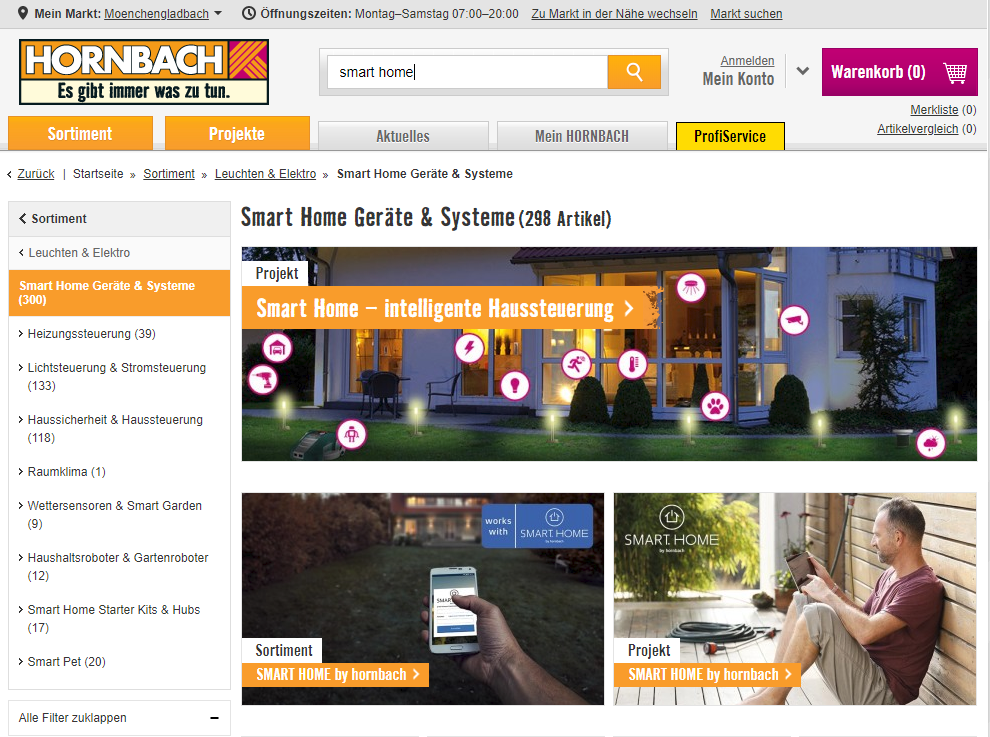 Mein Markt: Moenchengladbach Öffnungszeiten: Montag–Samstag 07:00–20:00 Zu Markt in der Nähe wechseln Markt suchen
HORNBACH
Es gibt immer was zu tun.
smart home
Anmelden
Mein Konto
Warenkorb (0)
Merkliste (0)
Artikelvergleich (0)
Sortiment Projekte Aktuelles Mein HORNBACH ProfiService
Zurück | Startseite » Sortiment » Leuchten & Elektro » Smart Home Geräte & Systeme
Sortiment
Leuchten & Elektro
Smart Home Geräte & Systeme
(300)
Heizungssteuerung (39)
Lichtsteuerung & Stromsteuerung
(133)
Haussicherheit & Haussteuerung
(118)
Raumklima (1)
Wettersensoren & Smart Garden
(9)
Haushaltsroboter & Gartenroboter
(12)
Smart Home Starter Kits & Hubs
(17)
Smart Pet (20)
Alle Filter zuklappen
Smart Home Geräte & Systeme (298 Artikel)
Projekt
Smart Home – intelligente Haussteuerung
works
with
SMART HOME
by hornbach
Sortiment
SMART HOME by hornbach
SMART HOME
by hornbach
Projekt
SMART HOME by hornbach